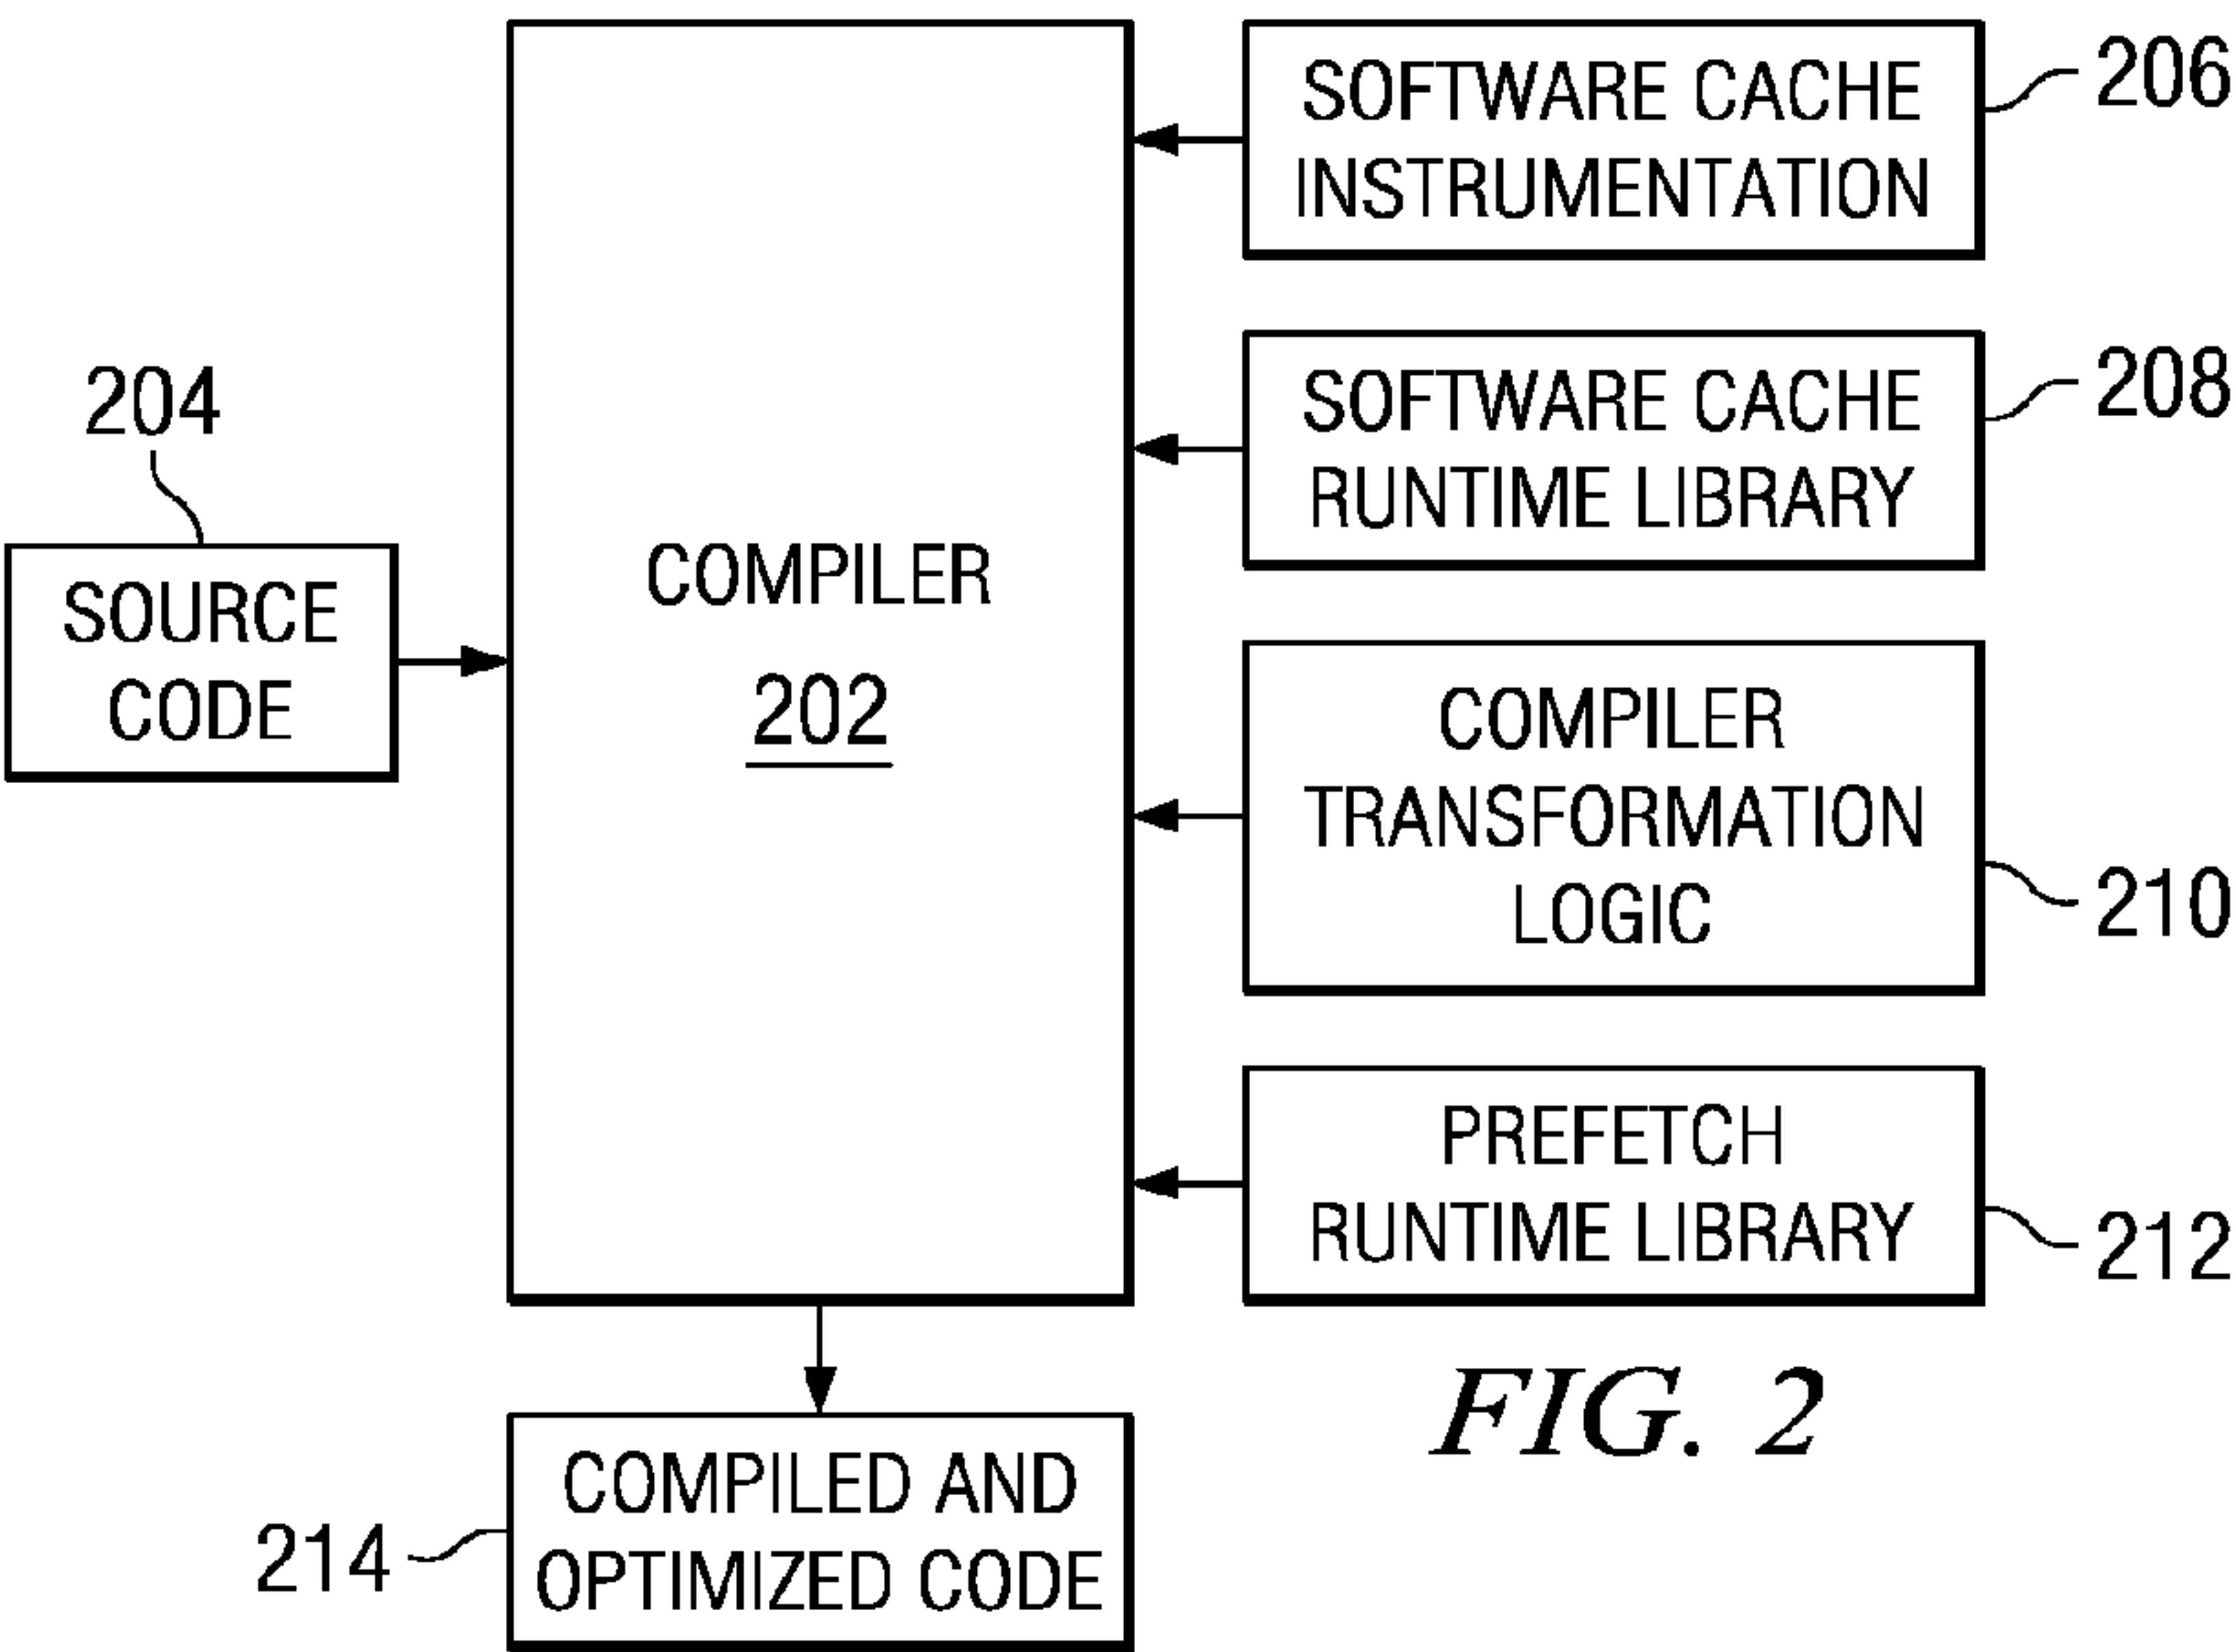 204
SOURCE
CODE
COMPILER
202
SOFTWARE CACHE
INSTRUMENTATION
206
SOFTWARE CACHE
RUNTIME LIBRARY
208
COMPILER
TRANSFORMATION
LOGIC
210
PREFETCH
RUNTIME LIBRARY
212
COMPILED AND
OPTIMIZED CODE
214
FIG. 2